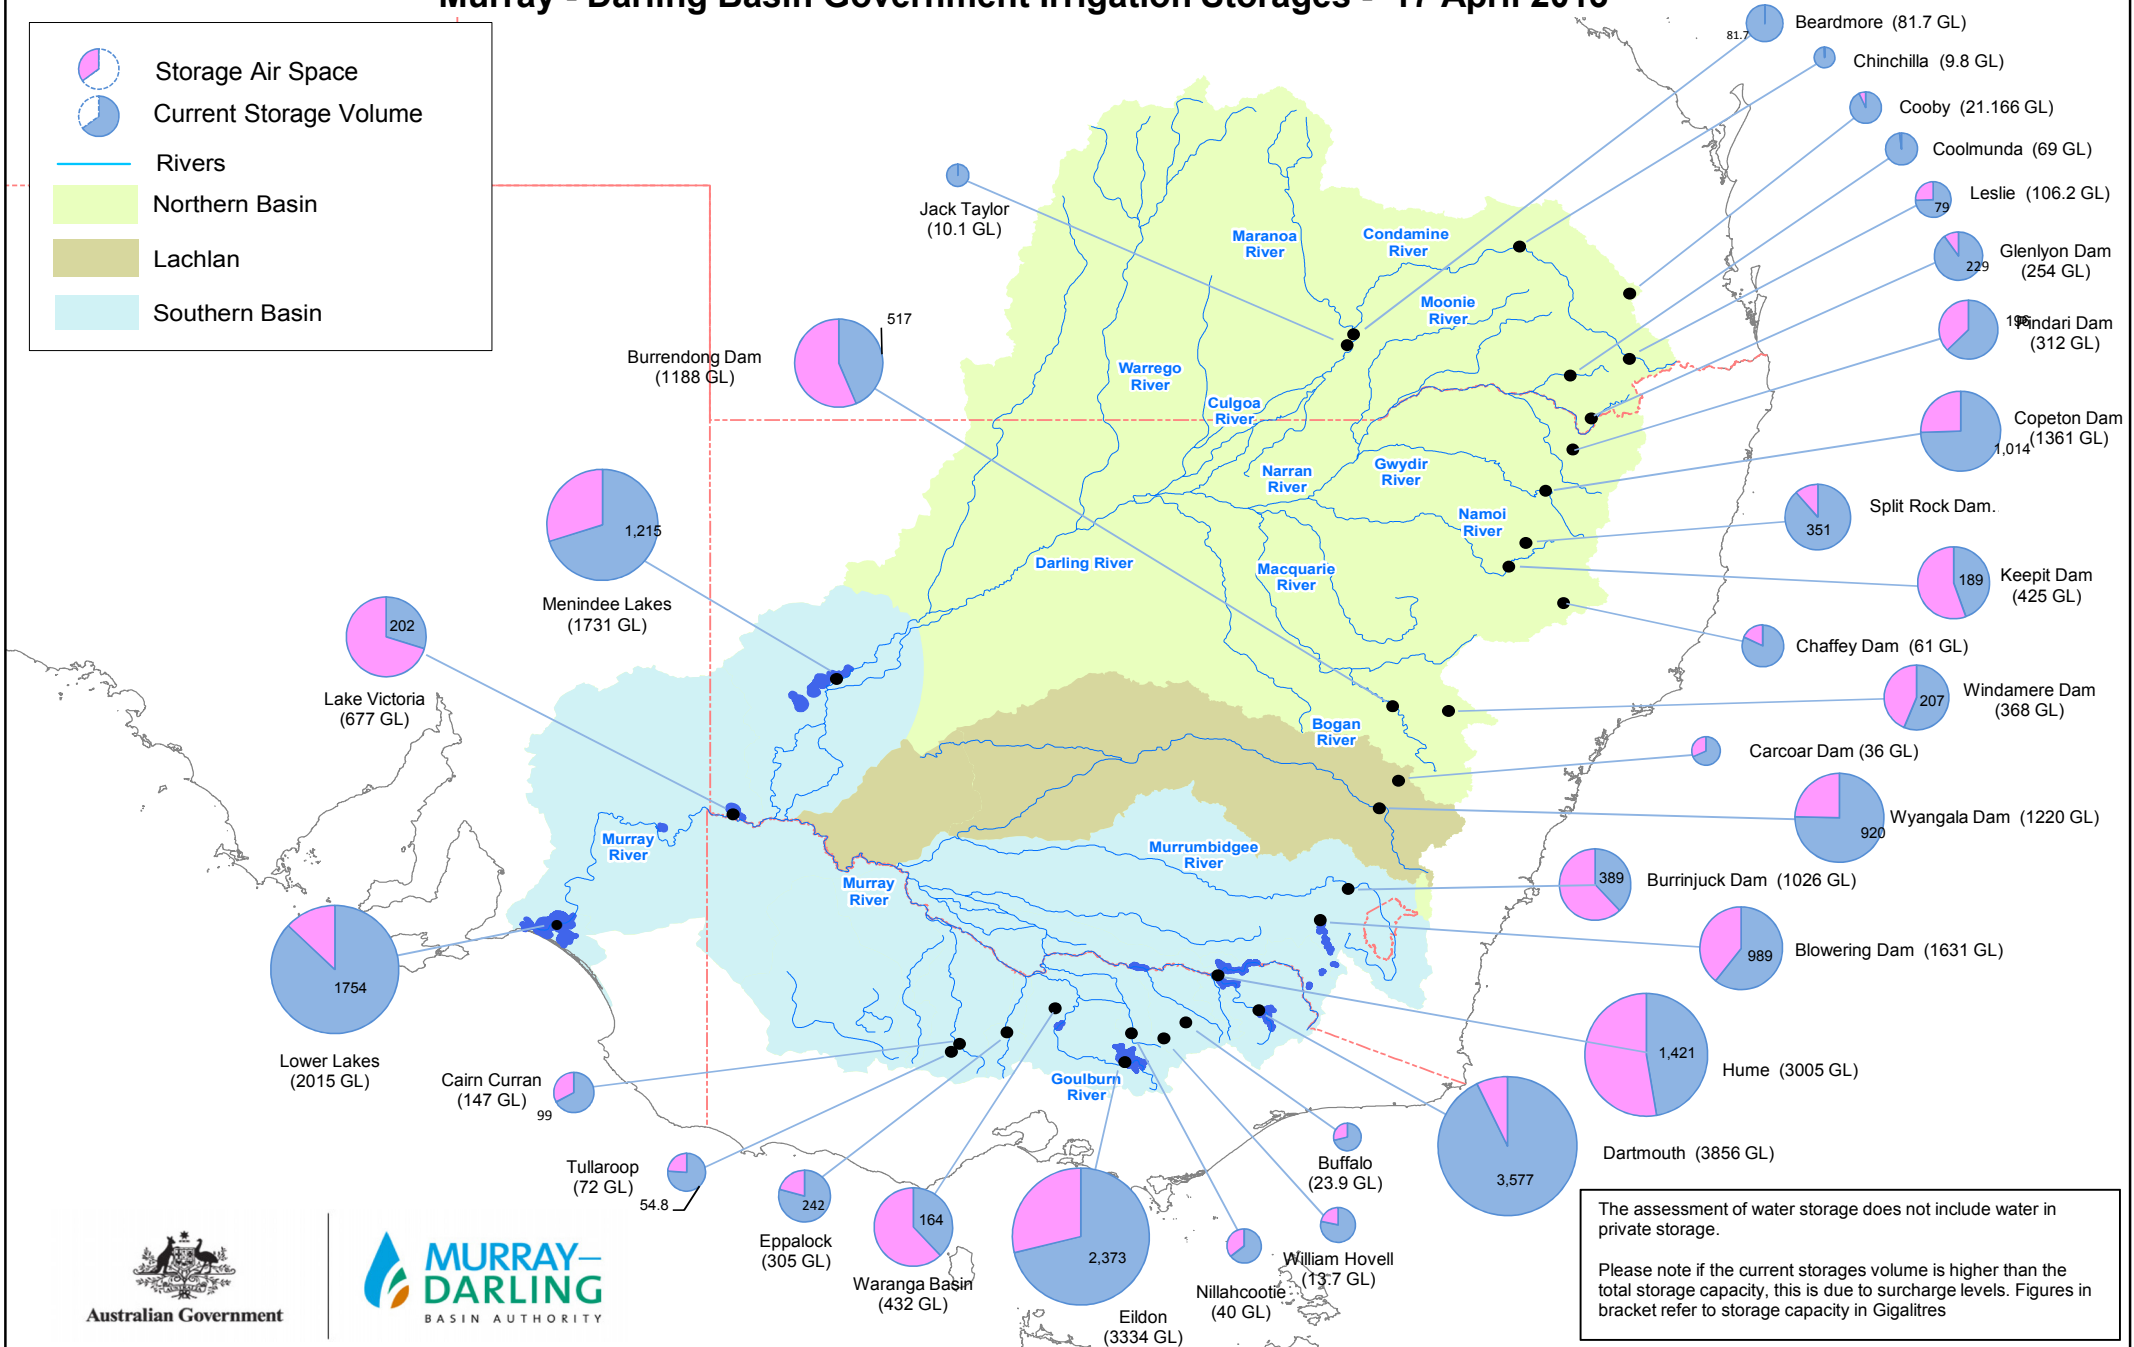 Murray - Darling Basin Government Irrigation Storages - 17 April 2013
Storage Air Space
Current Storage Volume
Rivers
Northern Basin
Lachlan
Southern Basin
81.7
Beardmore (81.7 GL)
Chinchilla (9.8 GL)
Cooby (21.166 GL)
Coolmunda (69 GL)
79
Leslie (106.2 GL)
229
Glenlyon Dam
(254 GL)
Pindari Dam
(312 GL)
1,014
Copeton Dam
(1361 GL)
351
Split Rock Dam.
189
Keepit Dam
(425 GL)
Chaffey Dam (61 GL)
207
Windamere Dam
(368 GL)
Carcoar Dam (36 GL)
920
Wyangala Dam (1220 GL)
389
Burrinjuck Dam (1026 GL)
989
Blowering Dam (1631 GL)
1,421
Hume (3005 GL)
3,577
Dartmouth (3856 GL)
Jack Taylor
(10.1 GL)
517
Burrendong Dam
(1188 GL)
1,215
Menindee Lakes
(1731 GL)
202
Lake Victoria
(677 GL)
1754
Lower Lakes
(2015 GL)
Cairn Curran
(147 GL)
99
Tullaroop
(72 GL)
54.8
242
Eppalock
(305 GL)
164
Waranga Basin
(432 GL)
2,373
Eildon
(3334 GL)
Nillahcootie
(40 GL)
William Hovell
(13.7 GL)
Buffalo
(23.9 GL)
Maranoa
River
Condamine
River
Moonie
River
Warrego
River
Culgoa
River
Narran
River
Gwydir
River
Namoi
River
Darling River
Macquarie
River
Bogan
River
Murray
River
Murray
River
Murrumbidgee
River
Goulburn
River
Australian Government
MURRAY–
DARLING
BASIN AUTHORITY
The assessment of water storage does not include water in
private storage.
Please note if the current storages volume is higher than the
total storage capacity, this is due to surcharge levels. Figures in
bracket refer to storage capacity in Gigalitres